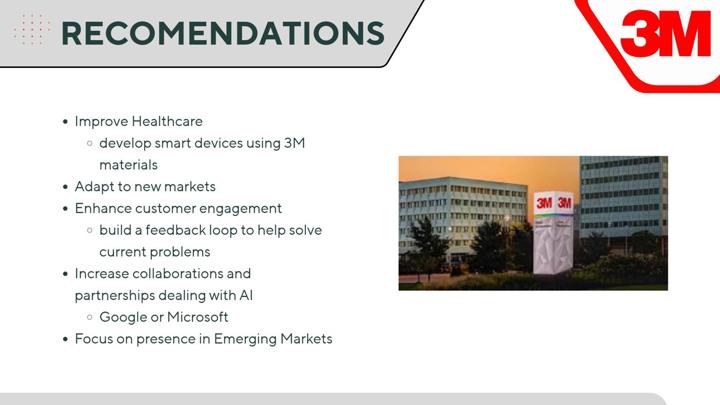 RECOMENDATIONS
3M
Improve Healthcare
develop smart devices using 3M
materials
Adapt to new markets
Enhance customer engagement
build a feedback loop to help solve
current problems
Increase collaborations and
partnerships dealing with AI
Google or Microsoft
Focus on presence in Emerging Markets
3M 3M